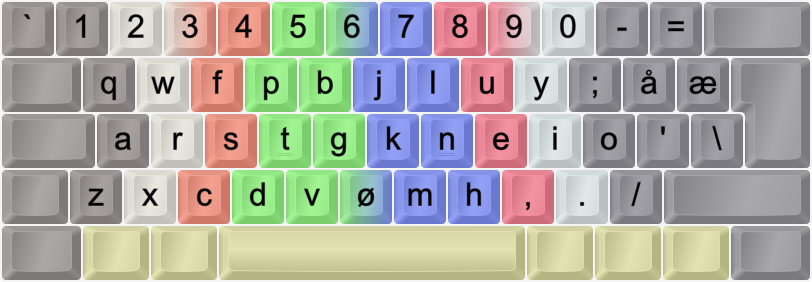 ` 1 2 3 4 5 6 7 8 9 0 - =
q w f p b j l u y ; å æ
a r s t g k n e i o ' \
z x c d v ø m h , . /